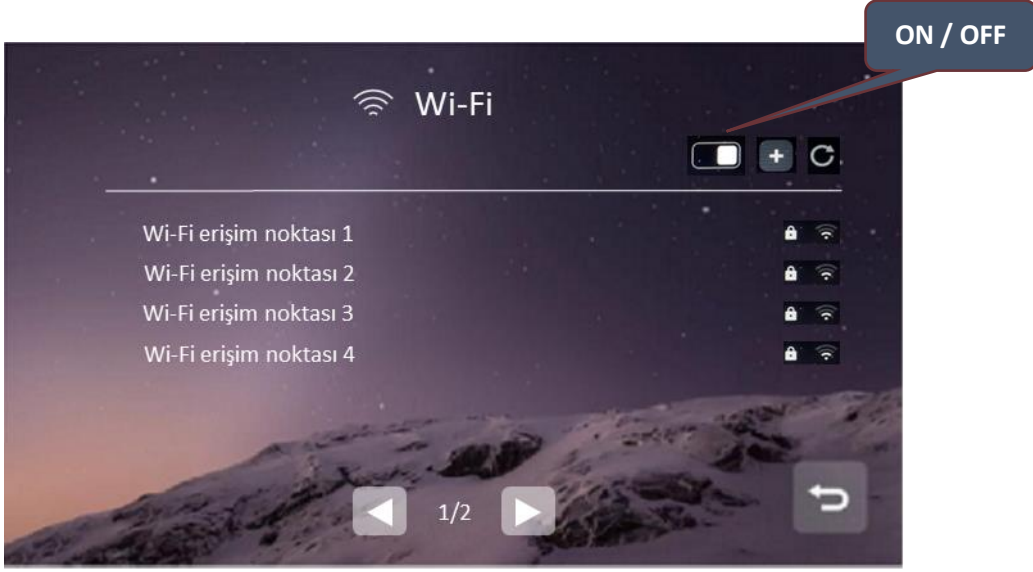 ON / OFF
Wi-Fi
Wi-Fi erişim noktası 1
Wi-Fi erişim noktası 2
Wi-Fi erişim noktası 3
Wi-Fi erişim noktası 4
1/2